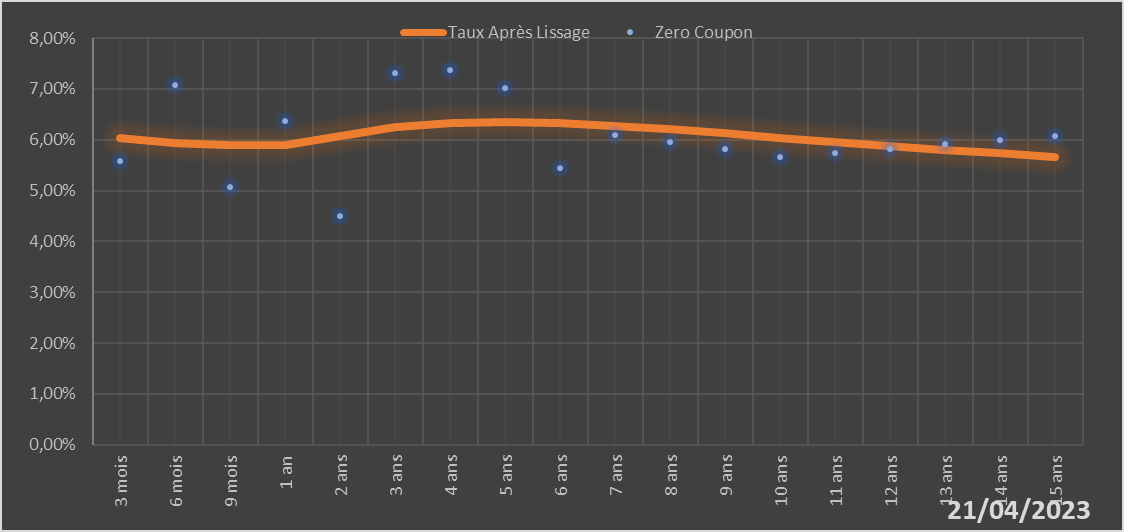 Taux Après Lissage Zero Coupon
8,00%
7,00%
6,00%
5,00%
4,00%
3,00%
2,00%
1,00%
0,00%
3 mois
6 mois
9 mois
1 an
2 ans
3 ans
4 ans
5 ans
6 ans
7 ans
8 ans
9 ans
10 ans
11 ans
12 ans
13 ans
14 ans
15 ans
21/04/2023